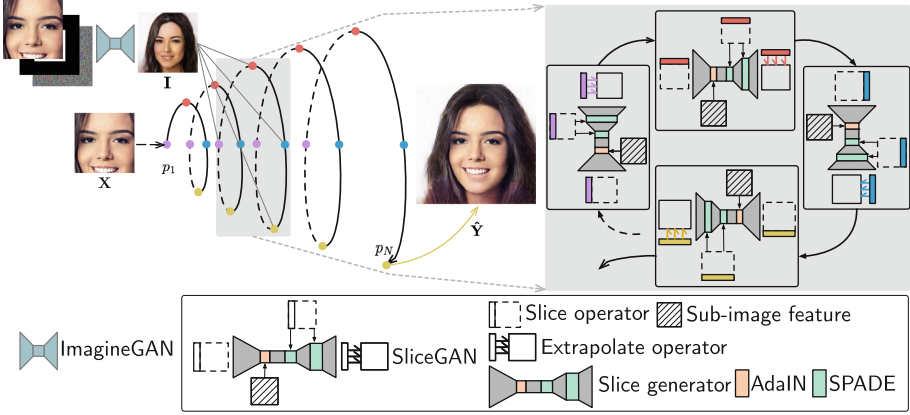 I
X
p1
pN
Ŷ
ImagineGAN
SliceGAN
Slice operator
Sub-image feature
Extrapolate operator
Slice generator
AdaIN
SPADE